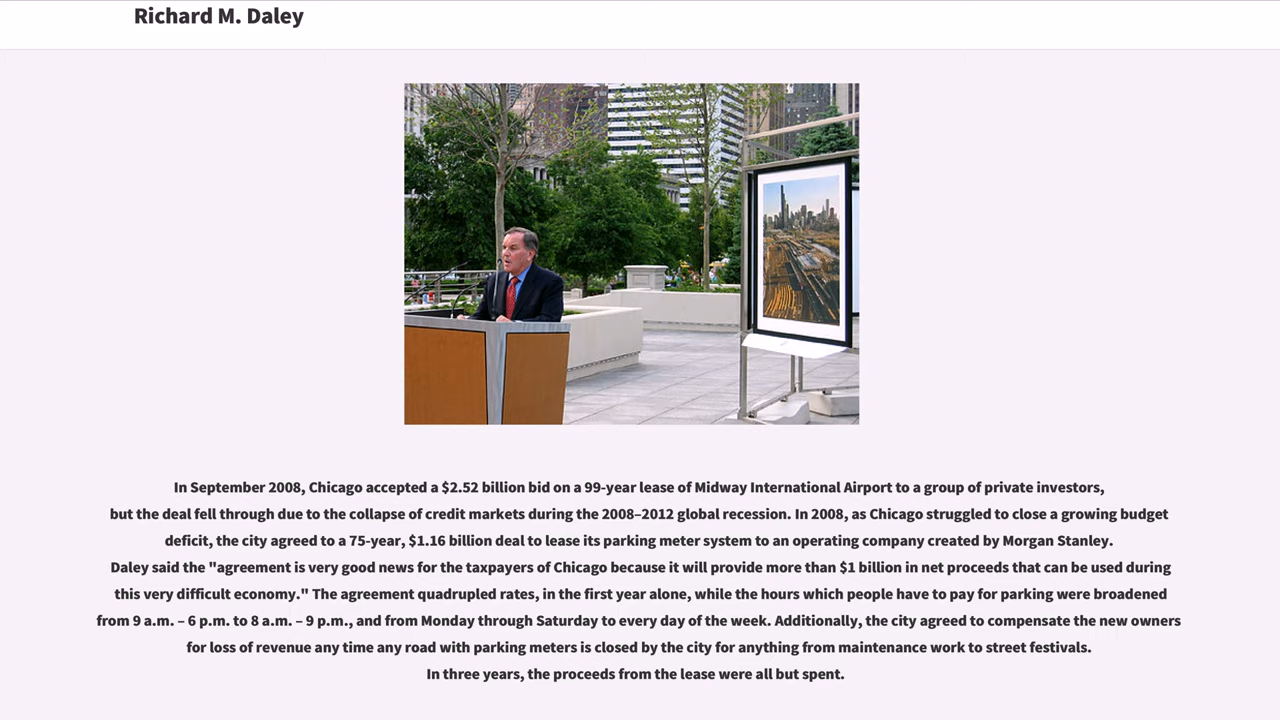 Richard M. Daley
In September 2008, Chicago accepted a $2.52 billion bid on a 99-year lease of Midway International Airport to a group of private investors,
but the deal fell through due to the collapse of credit markets during the 2008–2012 global recession. In 2008, as Chicago struggled to close a growing budget
deficit, the city agreed to a 75-year, $1.16 billion deal to lease its parking meter system to an operating company created by Morgan Stanley.
Daley said the "agreement is very good news for the taxpayers of Chicago because it will provide more than $1 billion in net proceeds that can be used during
this very difficult economy." The agreement quadrupled rates, in the first year alone, while the hours which people have to pay for parking were broadened
from 9 a.m. – 6 p.m. to 8 a.m. – 9 p.m., and from Monday through Saturday to every day of the week. Additionally, the city agreed to compensate the new owners
for loss of revenue any time any road with parking meters is closed by the city for anything from maintenance work to street festivals.
In three years, the proceeds from the lease were all but spent.